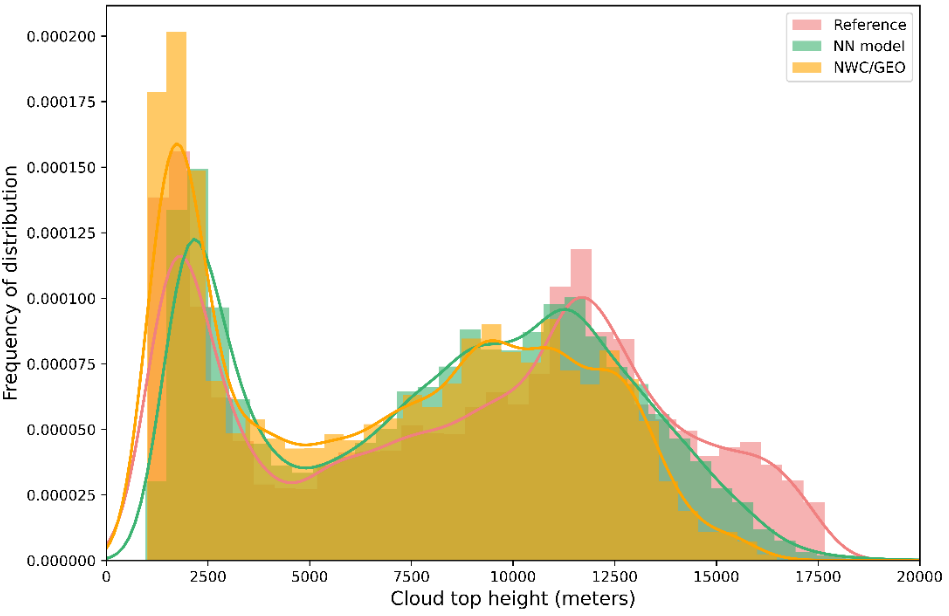 Reference
NN model
NWC/GEO
Frequency of distribution
0.000200
0.000175
0.000150
0.000125
0.000100
0.000075
0.000050
0.000025
0.000000
0 2500 5000 7500 10000 12500 15000 17500 20000
Cloud top height (meters)